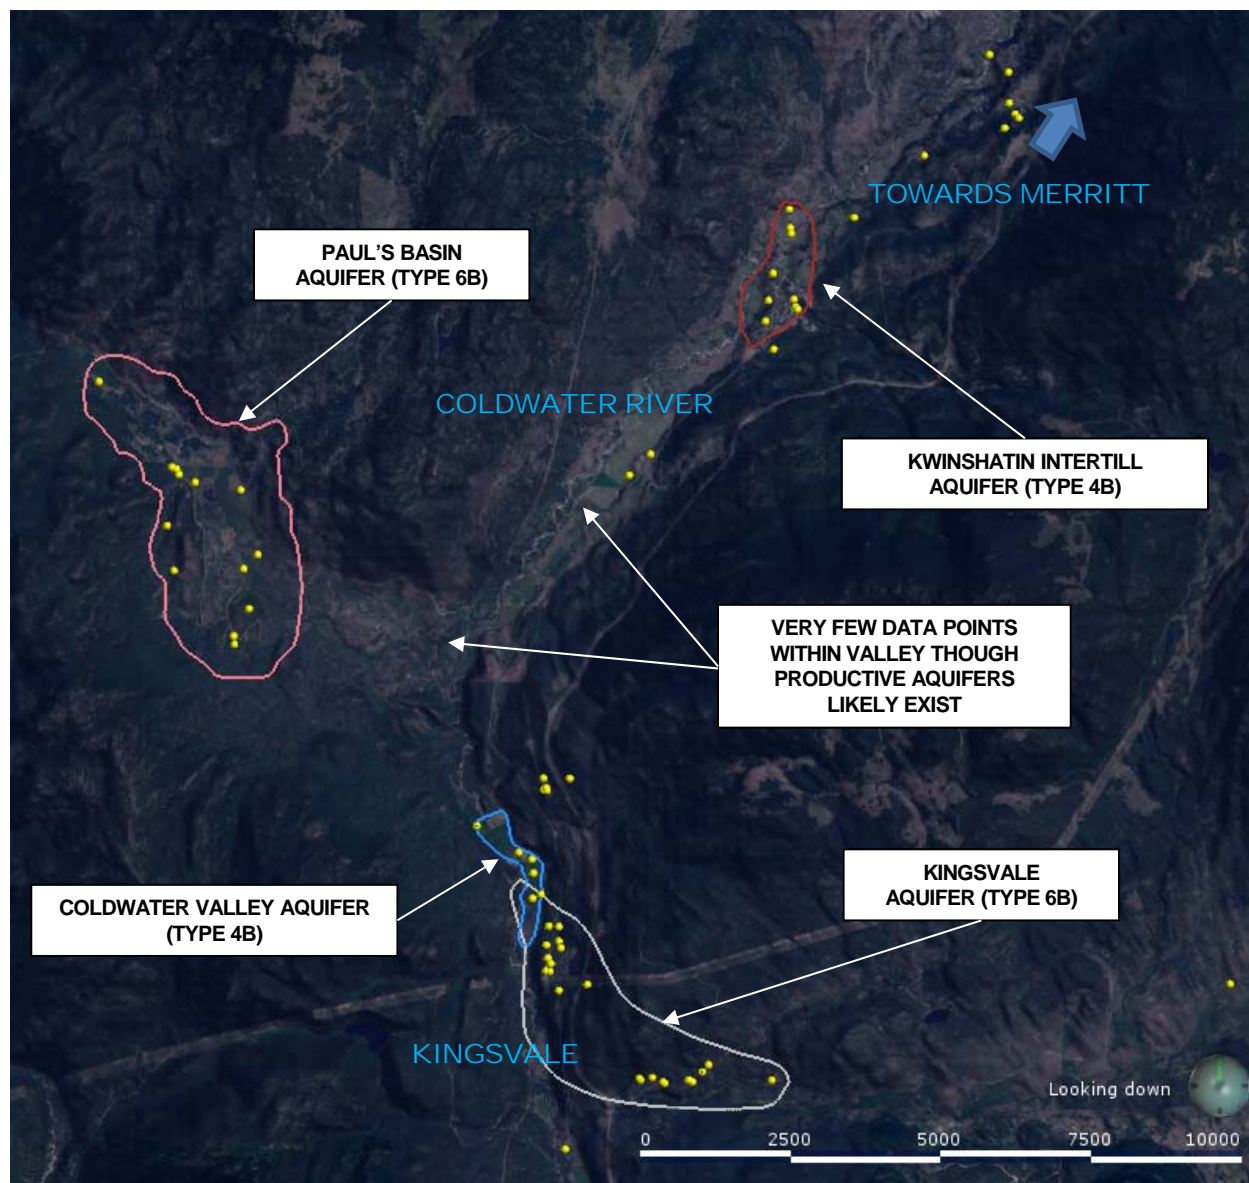 TOWARDS MERRITT
PAUL'S BASIN
AQUIFER (TYPE 6B)
COLDWATER RIVER
KWINSHATIN INTERTILL
AQUIFER (TYPE 4B)
VERY FEW DATA POINTS
WITHIN VALLEY THOUGH
PRODUCTIVE AQUIFERS
LIKELY EXIST
KINGSVALE
AQUIFER (TYPE 6B)
COLDWATER VALLEY AQUIFER
(TYPE 4B)
KINGSVALE
Looking down
0 2500 5000 7500 10000